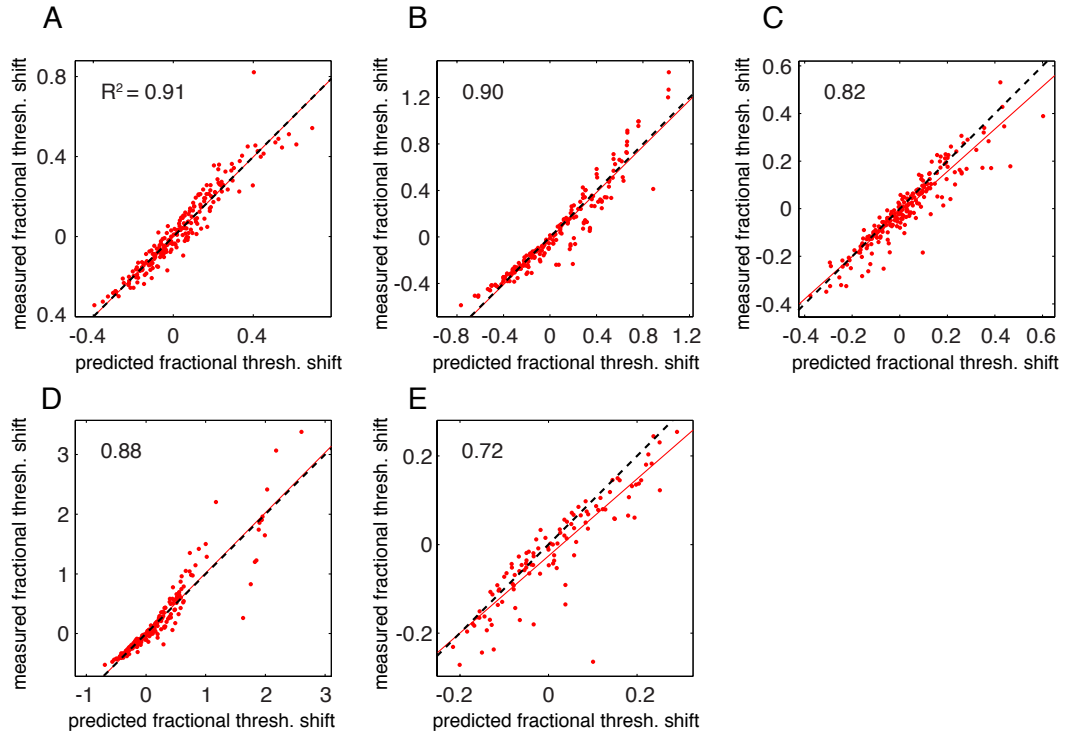 A
R² = 0.91
measured fractional thresh. shift
0.8
0.4
0
0.4
-0.4 0 0.4
predicted fractional thresh. shift
B
0.90
measured fractional thresh. shift
1.2
0.8
0.4
0
-0.4
-0.8 -0.4 0 0.4 0.8 1.2
predicted fractional thresh. shift
C
0.82
measured fractional thresh. shift
0.6
0.4
0.2
0
-0.2
-0.4
-0.4 -0.2 0 0.2 0.4 0.6
predicted fractional thresh. shift
D
0.88
measured fractional thresh. shift
3
2
1
0
-1 0 1 2 3
predicted fractional thresh. shift
E
0.72
measured fractional thresh. shift
0.2
0
-0.2
-0.2 0 0.2
predicted fractional thresh. shift